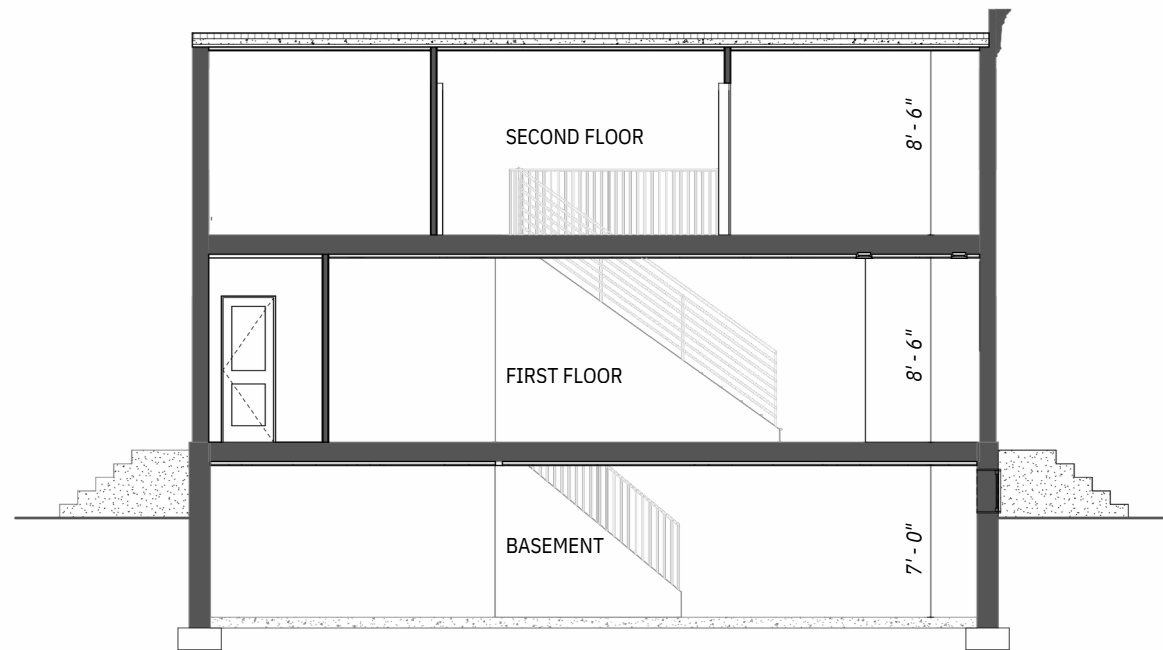 SECOND FLOOR
8' - 6"
FIRST FLOOR
8' - 6"
BASEMENT
7' - 0"